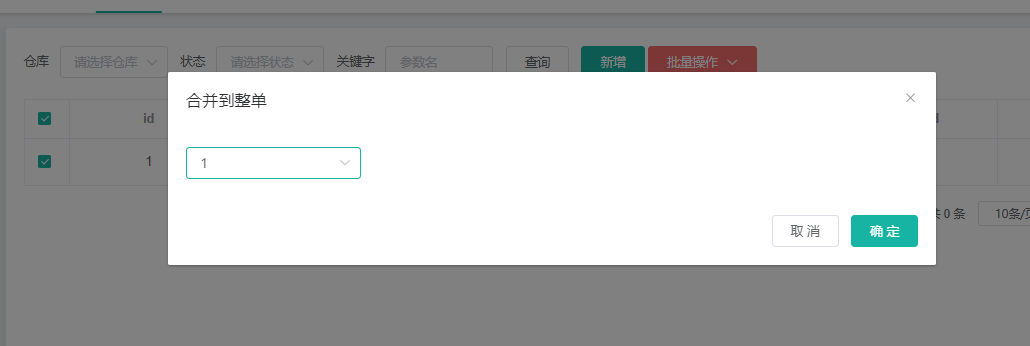 仓库 请选择仓库 状态 请选择状态 关键字 参数名 查询 新增 批量操作
合并到整单
id
1
1
共 0 条 10条/页
取 消 确 定